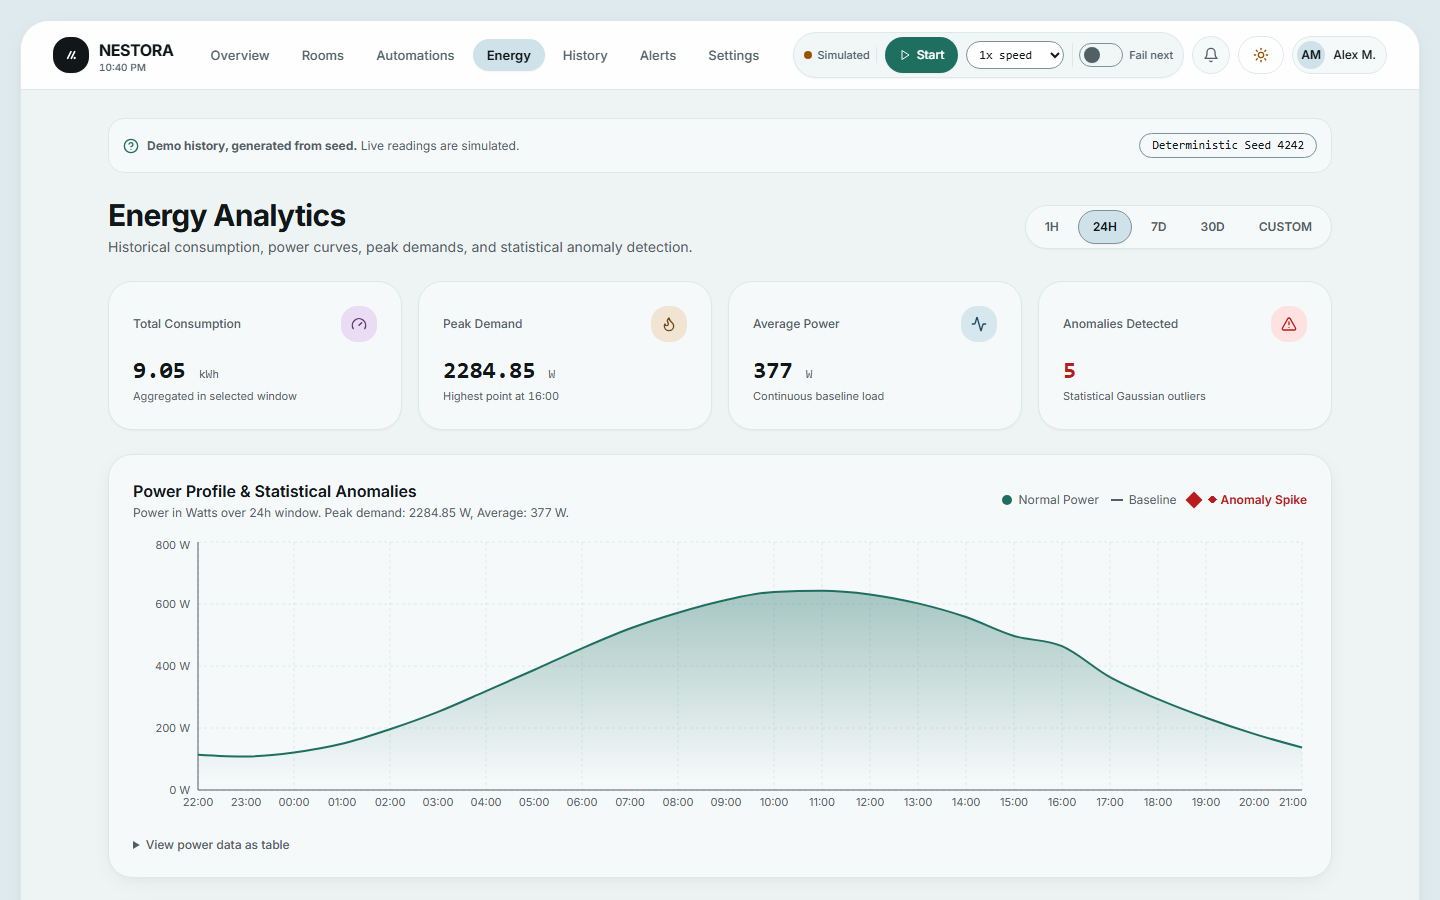 NESTORA
10:40 PM
Overview
Rooms
Automations
Energy
History
Alerts
Settings
Simulated
Start
1x speed
Fail next
AM
Alex M.
Demo history, generated from seed. Live readings are simulated.
Deterministic Seed 4242
Energy Analytics
Historical consumption, power curves, peak demands, and statistical anomaly detection.
1H
24H
7D
30D
CUSTOM
Total Consumption
9.05 kWh
Aggregated in selected window
Peak Demand
2284.85 W
Highest point at 16:00
Average Power
377 W
Continuous baseline load
Anomalies Detected
5
Statistical Gaussian outliers
Power Profile & Statistical Anomalies
Power in Watts over 24h window. Peak demand: 2284.85 W, Average: 377 W.
Normal Power
Baseline
Anomaly Spike
800 W
600 W
400 W
200 W
0 W
22:00 23:00 00:00 01:00 02:00 03:00 04:00 05:00 06:00 07:00 08:00 09:00 10:00 11:00 12:00 13:00 14:00 15:00 16:00 17:00 18:00 19:00 20:00 21:00
View power data as table